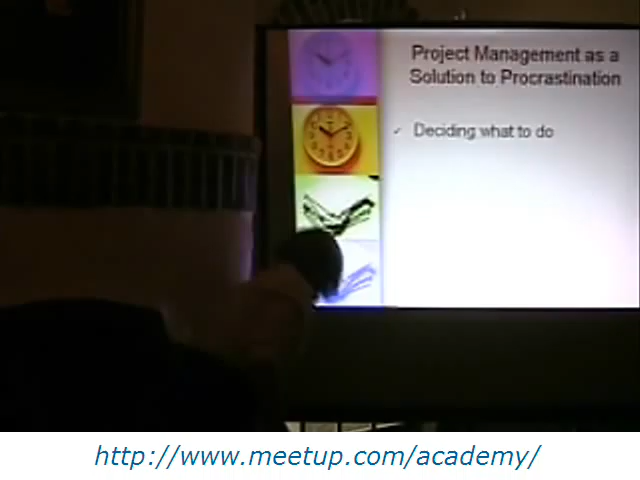 Project Management as a
Solution to Procrastination
✓ Deciding what to do
http://www.meetup.com/academy/